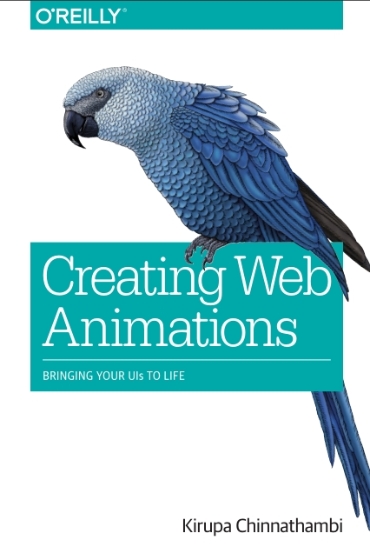 O'REILLY®
Creating Web
Animations
BRINGING YOUR UIs TO LIFE
Kirupa Chinnathambi